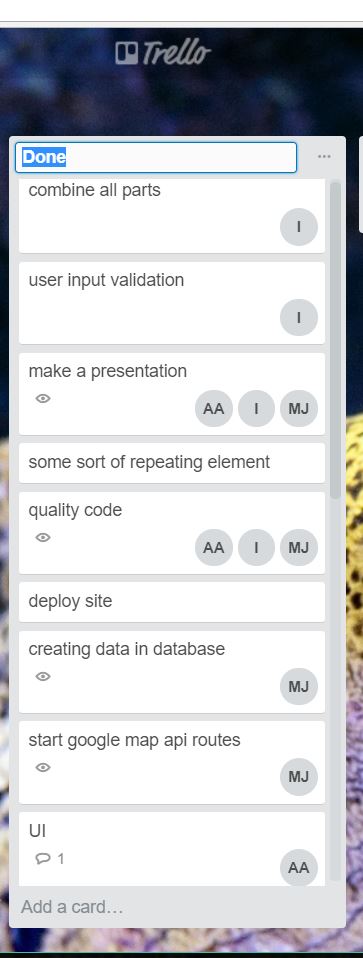 Trello
Done
combine all parts
I
user input validation
I
make a presentation
AA I MJ
some sort of repeating element
quality code
AA I MJ
deploy site
creating data in database
MJ
start google map api routes
MJ
UI
1
AA
Add a card…